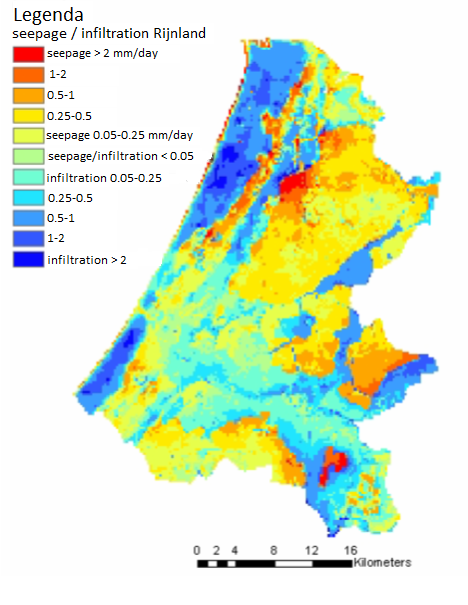 Legenda
seepage / infiltration Rijnland
seepage > 2 mm/day
1-2
0.5-1
0.25-0.5
seepage 0.05-0.25 mm/day
seepage/infiltration < 0.05
infiltration 0.05-0.25
0.25-0.5
0.5-1
1-2
infiltration > 2
0 2 4 8 12 16
Kilometers